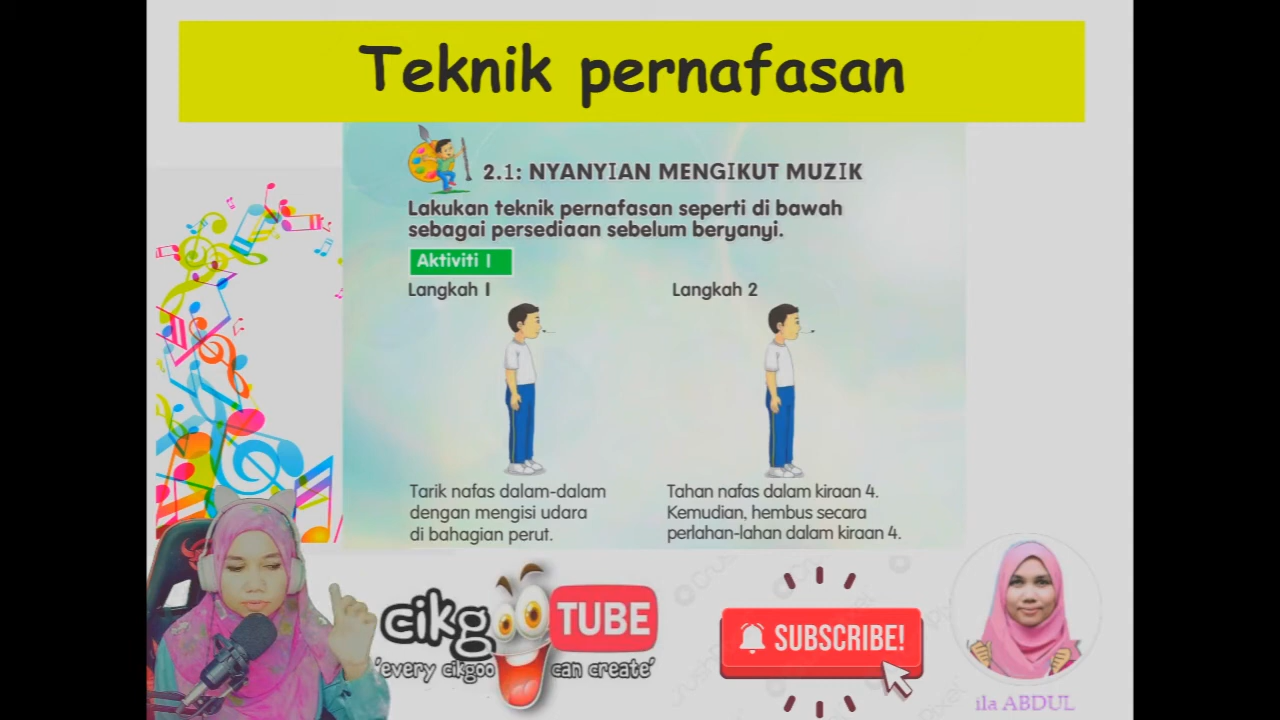 Teknik pernafasan
2.1: NYANYIAN MENGIKUT MUZIK
Lakukan teknik pernafasan seperti di bawah
sebagai persediaan sebelum beryanyi.
Aktiviti 1
Langkah 1
Langkah 2
Tarik nafas dalam-dalam
dengan mengisi udara
di bahagian perut.
Tahan nafas dalam kiraan 4.
Kemudian, hembus secara
perlahan-lahan dalam kiraan 4.
cikgoo TUBE
'every cikgoo can create'
SUBSCRIBE!
ila ABDUL